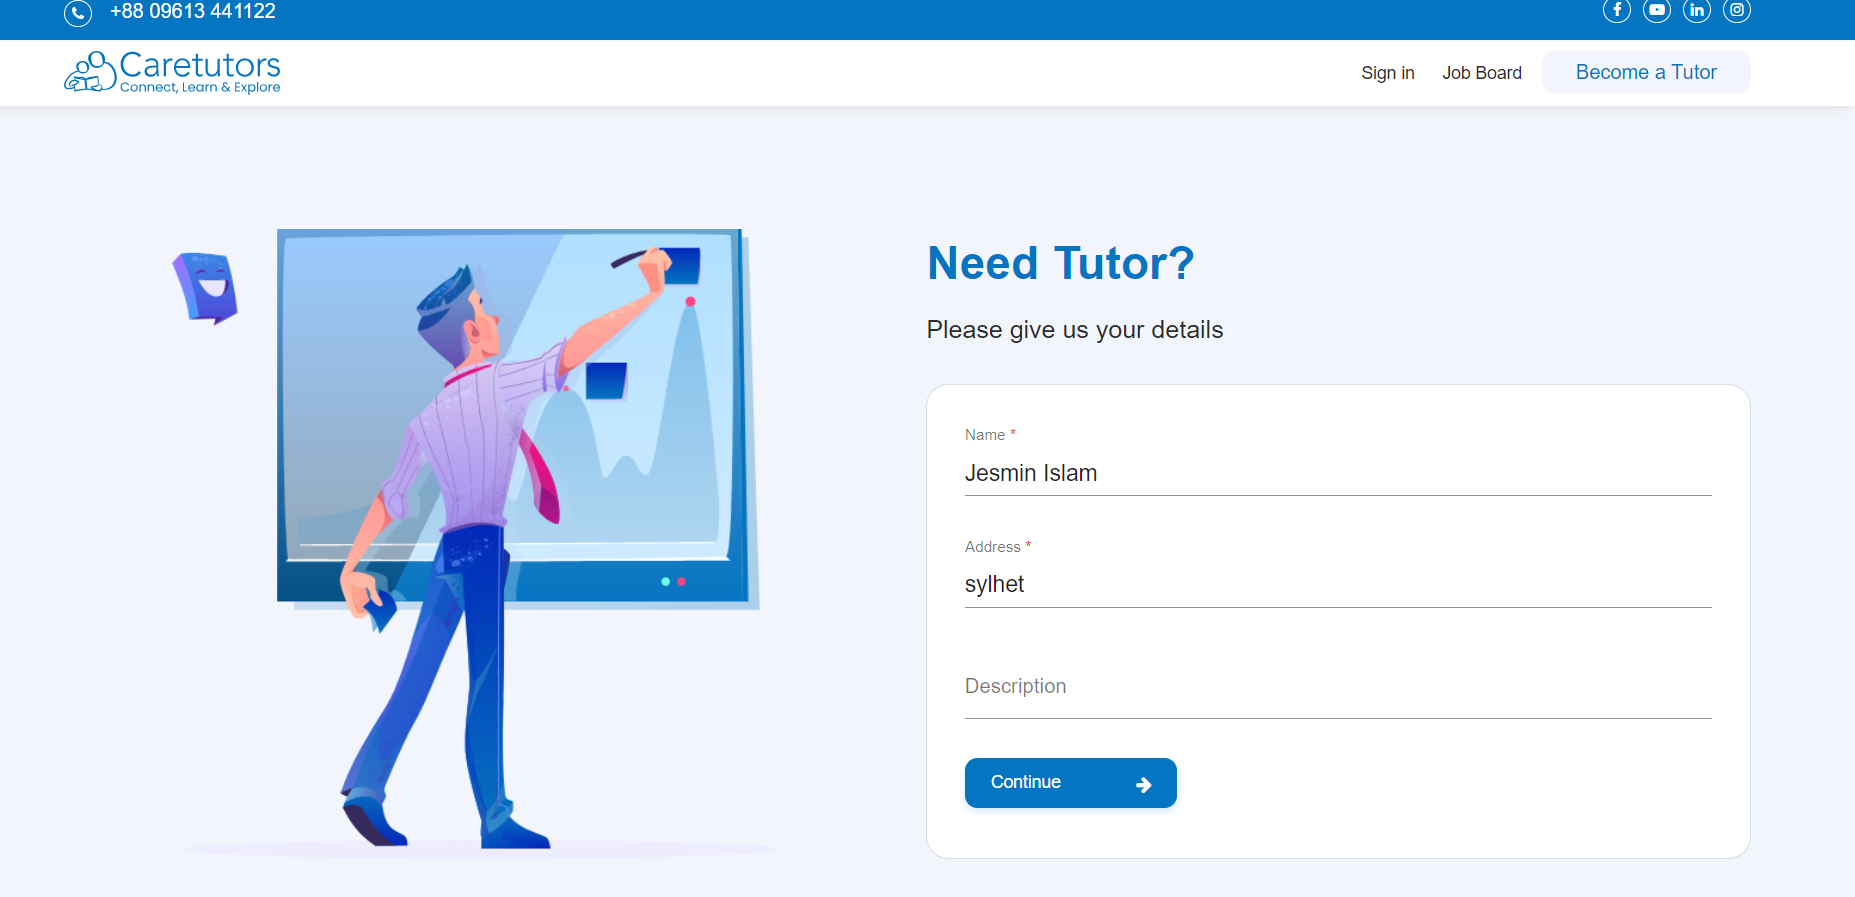 +88 09613 441122
Caretutors
Connect, Learn & Explore
Sign in
Job Board
Become a Tutor
Need Tutor?
Please give us your details
Name *
Jesmin Islam
Address *
sylhet
Description
Continue